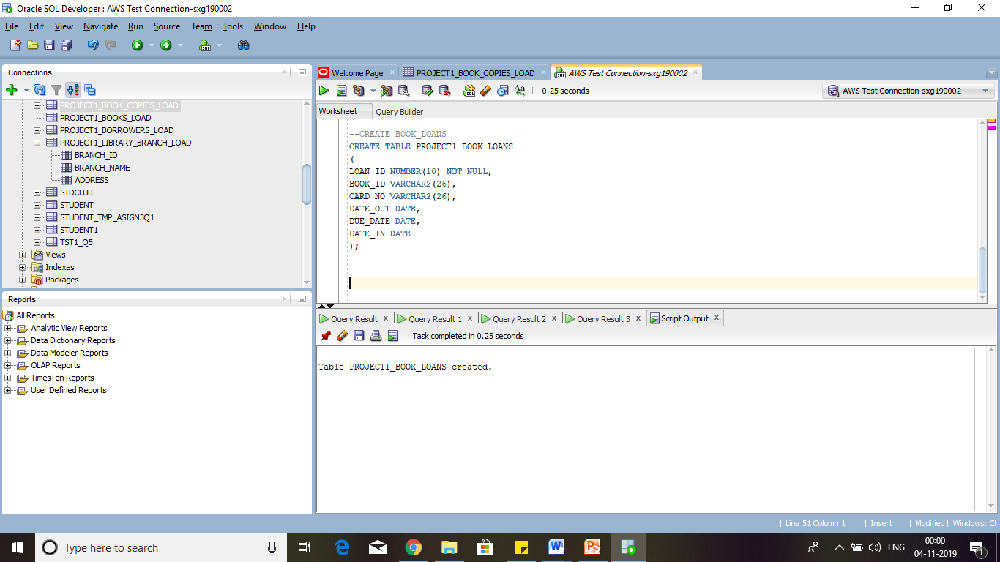 Oracle SQL Developer : AWS Test Connection-sxg190002
File Edit View Navigate Run Source Team Tools Window Help
Connections
PROJECT1_BOOK_COPIES_LOAD
PROJECT1_BOOKS_LOAD
PROJECT1_BORROWERS_LOAD
PROJECT1_LIBRARY_BRANCH_LOAD
BRANCH_ID
BRANCH_NAME
ADDRESS
STDCLUB
STUDENT
STUDENT_TMP_ASIGN3Q1
STUDENT1
TST1_Q5
Views
Indexes
Packages
Reports
All Reports
Analytic View Reports
Data Dictionary Reports
Data Modeler Reports
OLAP Reports
TimesTen Reports
User Defined Reports
Welcome Page PROJECT1_BOOK_COPIES_LOAD AWS Test Connection-sxg190002
0.25 seconds AWS Test Connection-sxg190002
Worksheet Query Builder
--CREATE BOOK_LOANS
CREATE TABLE PROJECT1_BOOK_LOANS
(
LOAN_ID NUMBER(10) NOT NULL,
BOOK_ID VARCHAR2(26),
CARD_NO VARCHAR2(26),
DATE_OUT DATE,
DUE_DATE DATE,
DATE_IN DATE
);
Query Result Query Result 1 Query Result 2 Query Result 3 Script Output
Task completed in 0.25 seconds
Table PROJECT1_BOOK_LOANS created.
Line 51 Column 1 Insert Modified Windows: CF
Type here to search
ENG
00:00
04-11-2019
1